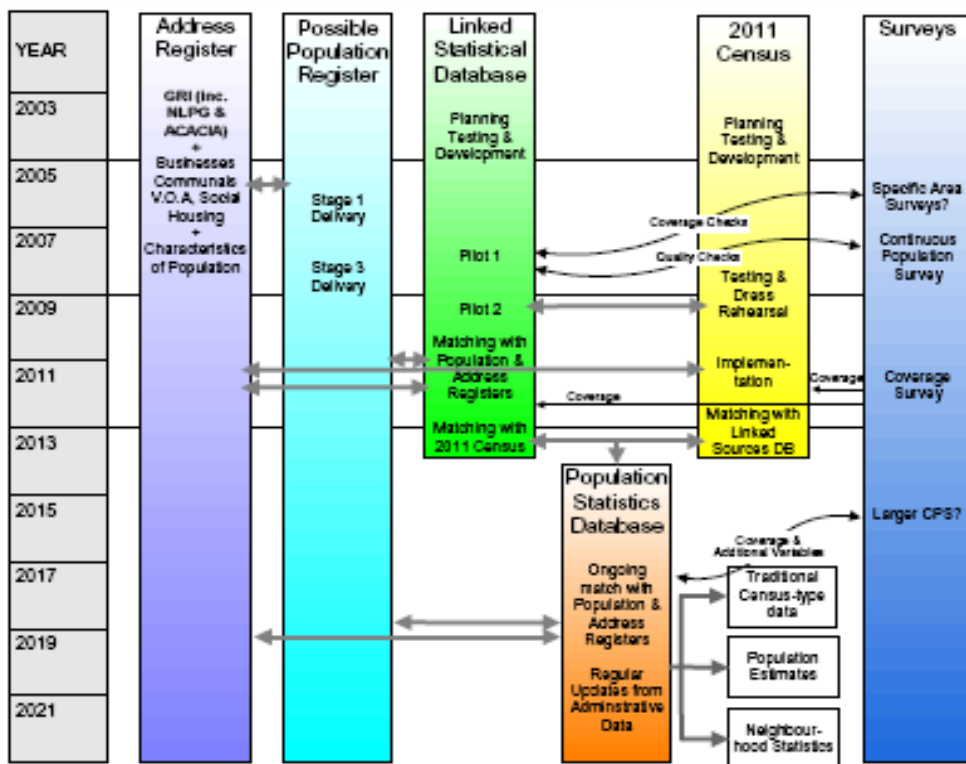 YEAR
2003
2005
2007
2009
2011
2013
2015
2017
2019
2021
Address
Register
GRI (Inc.
NLPG &
ACACIA)
+
Businesses
Communals
V.O.A, Social
Housing
+
Characteristics
of Population
Possible
Population
Register
Stage 1
Delivery
Stage 3
Delivery
Linked
Statistical
Database
Planning
Testing &
Development
Pilot 1
Pilot 2
Matching with
Population &
Address
Registers
Matching with
2011 Census
2011
Census
Planning
Testing &
Development
Testing &
Dress
Rehearsal
Implemen-
tation
Matching with
Linked
Sources DB
Surveys
Specific Area
Surveys?
Continuous
Population
Survey
Coverage
Survey
Larger CPS?
Coverage Checks
Quality Checks
Coverage
Coverage
Population
Statistics
Database
Ongoing
match with
Population &
Address
Registers
Regular
Updates from
Adminstrative
Data
Coverage &
Additional Variables
Traditional
Census-type
data
Population
Estimates
Neighbour-
hood Statistics